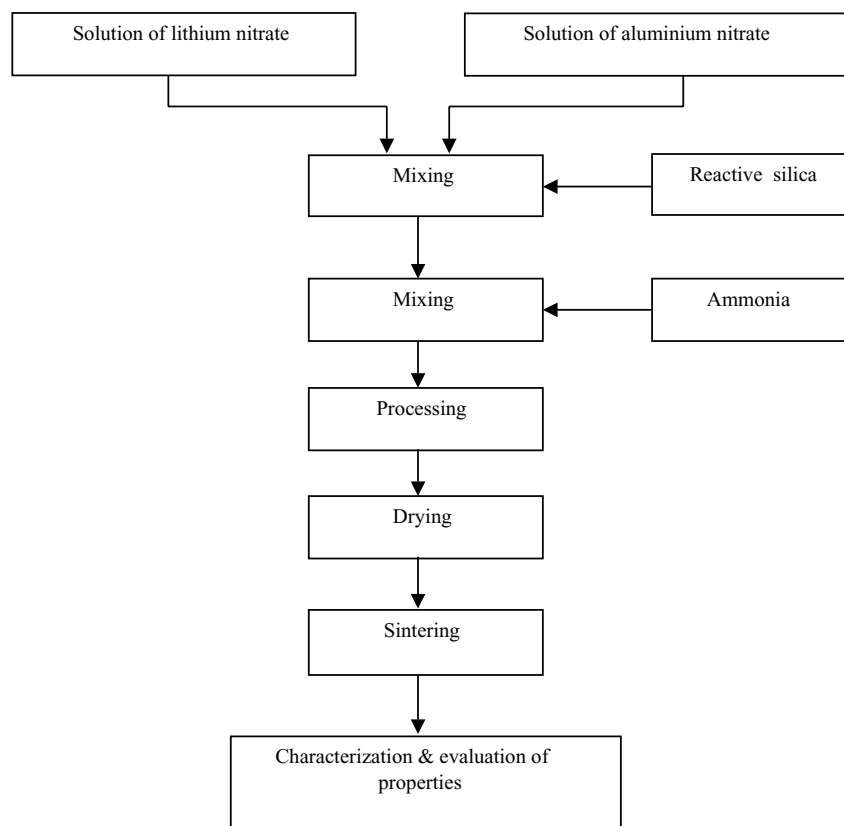 Solution of lithium nitrate
Solution of aluminium nitrate
Mixing
Reactive silica
Mixing
Ammonia
Processing
Drying
Sintering
Characterization & evaluation of
properties